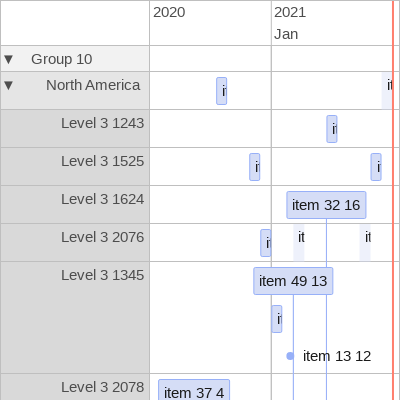 2020
2021
Jan
▼ Group 10
▼ North America
Level 3 1243
Level 3 1525
Level 3 1624
item 32 16
Level 3 2076
it
it
Level 3 1345
item 49 13
item 13 12
Level 3 2078
item 37 4